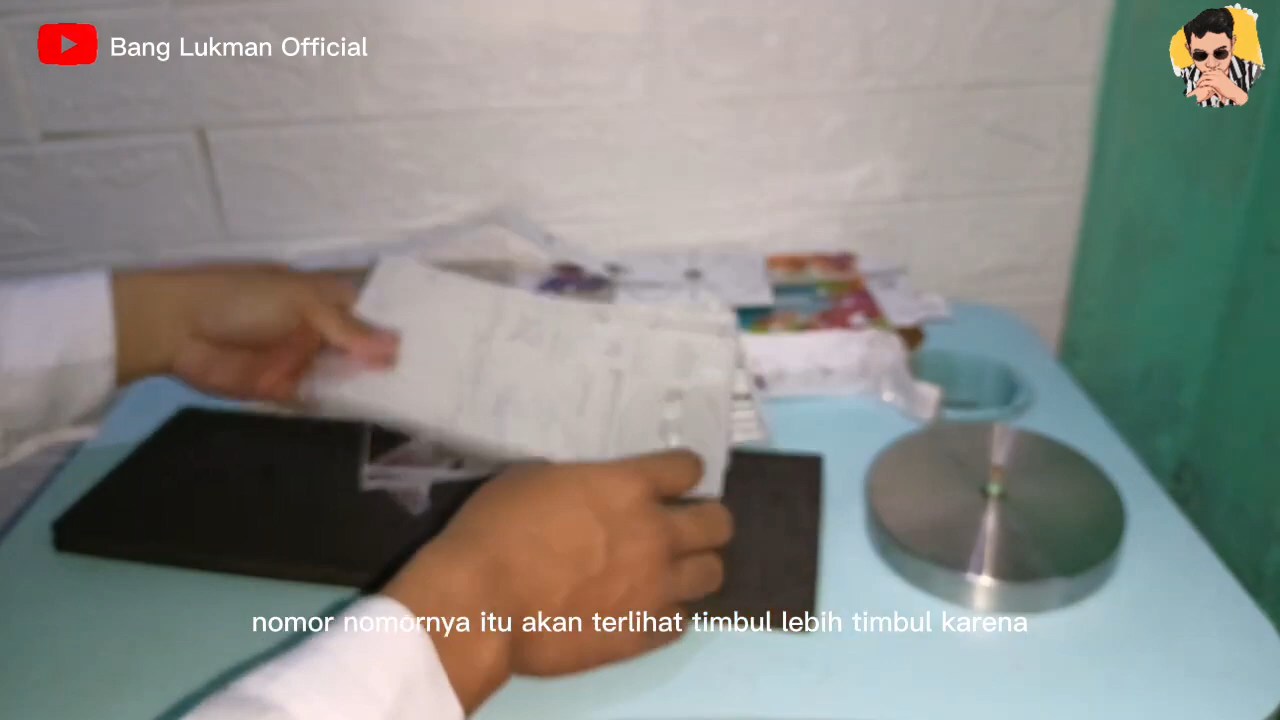 Bang Lukman Official
nomor nomornya itu akan terlihat timbul lebih timbul karena